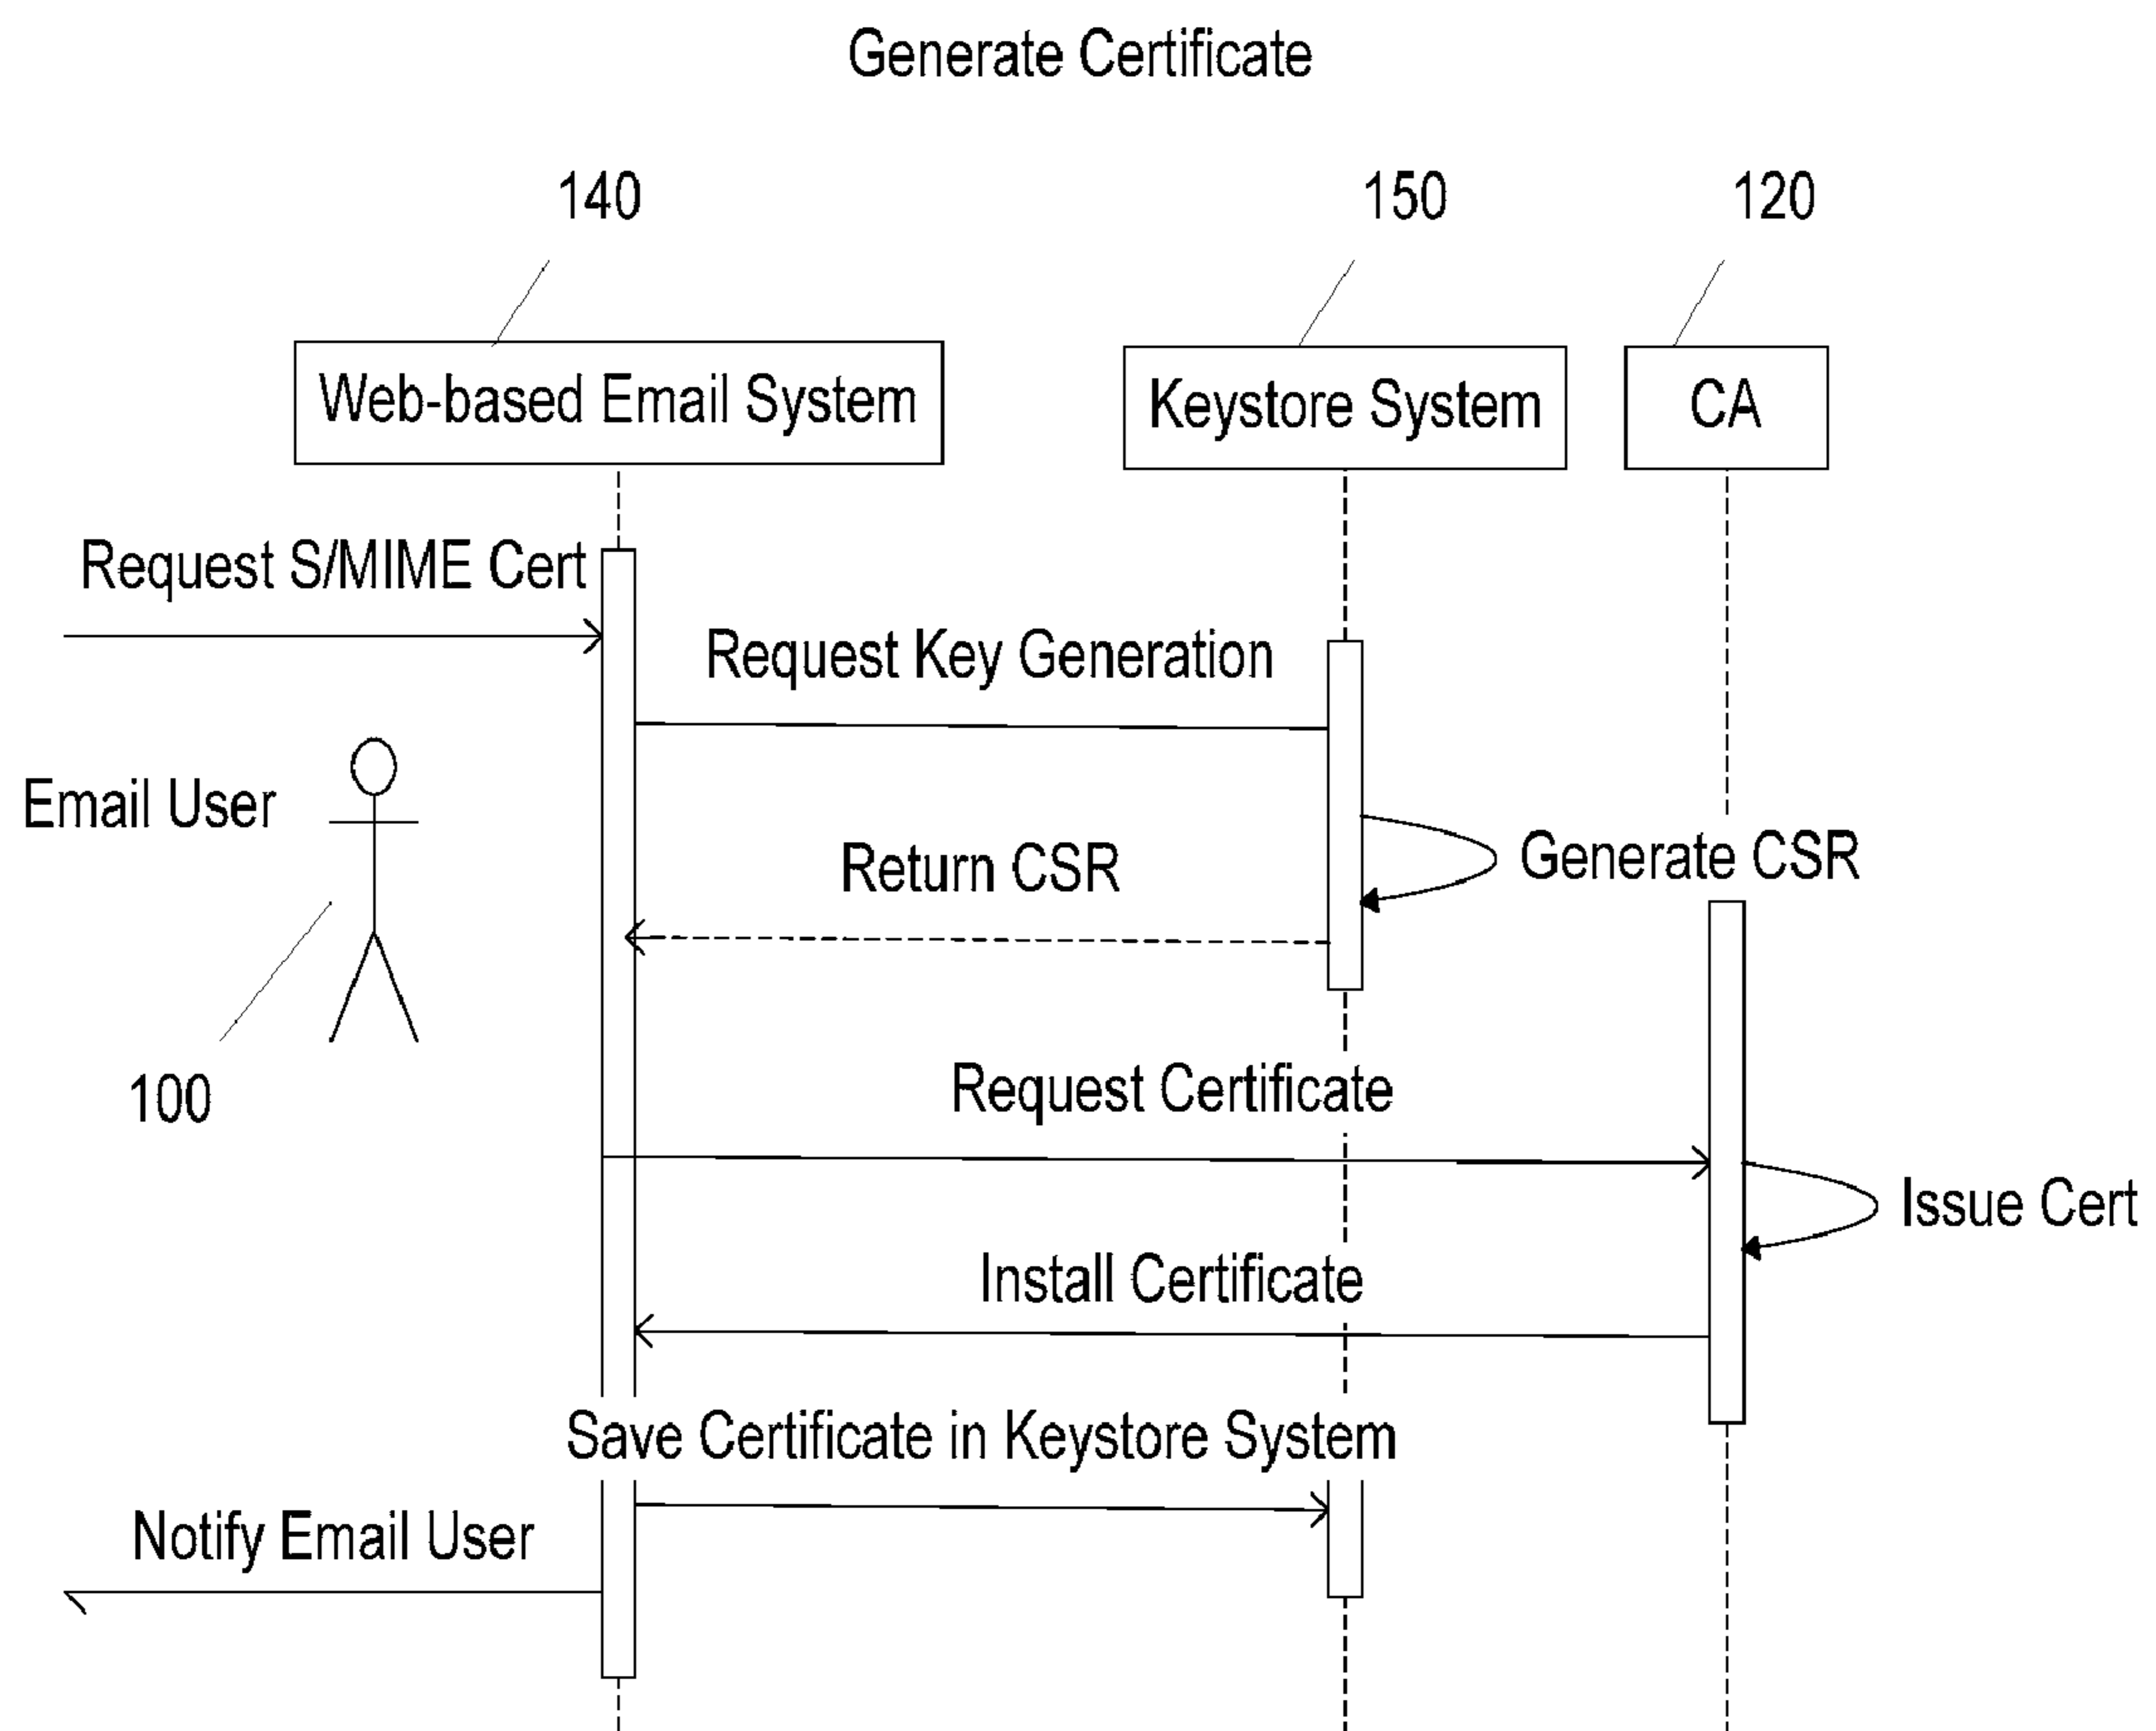 Generate Certificate
140
150
120
Web-based Email System
Keystore System
CA
Request S/MIME Cert
Request Key Generation
Email User
Return CSR
Generate CSR
100
Request Certificate
Issue Cert
Install Certificate
Save Certificate in Keystore System
Notify Email User